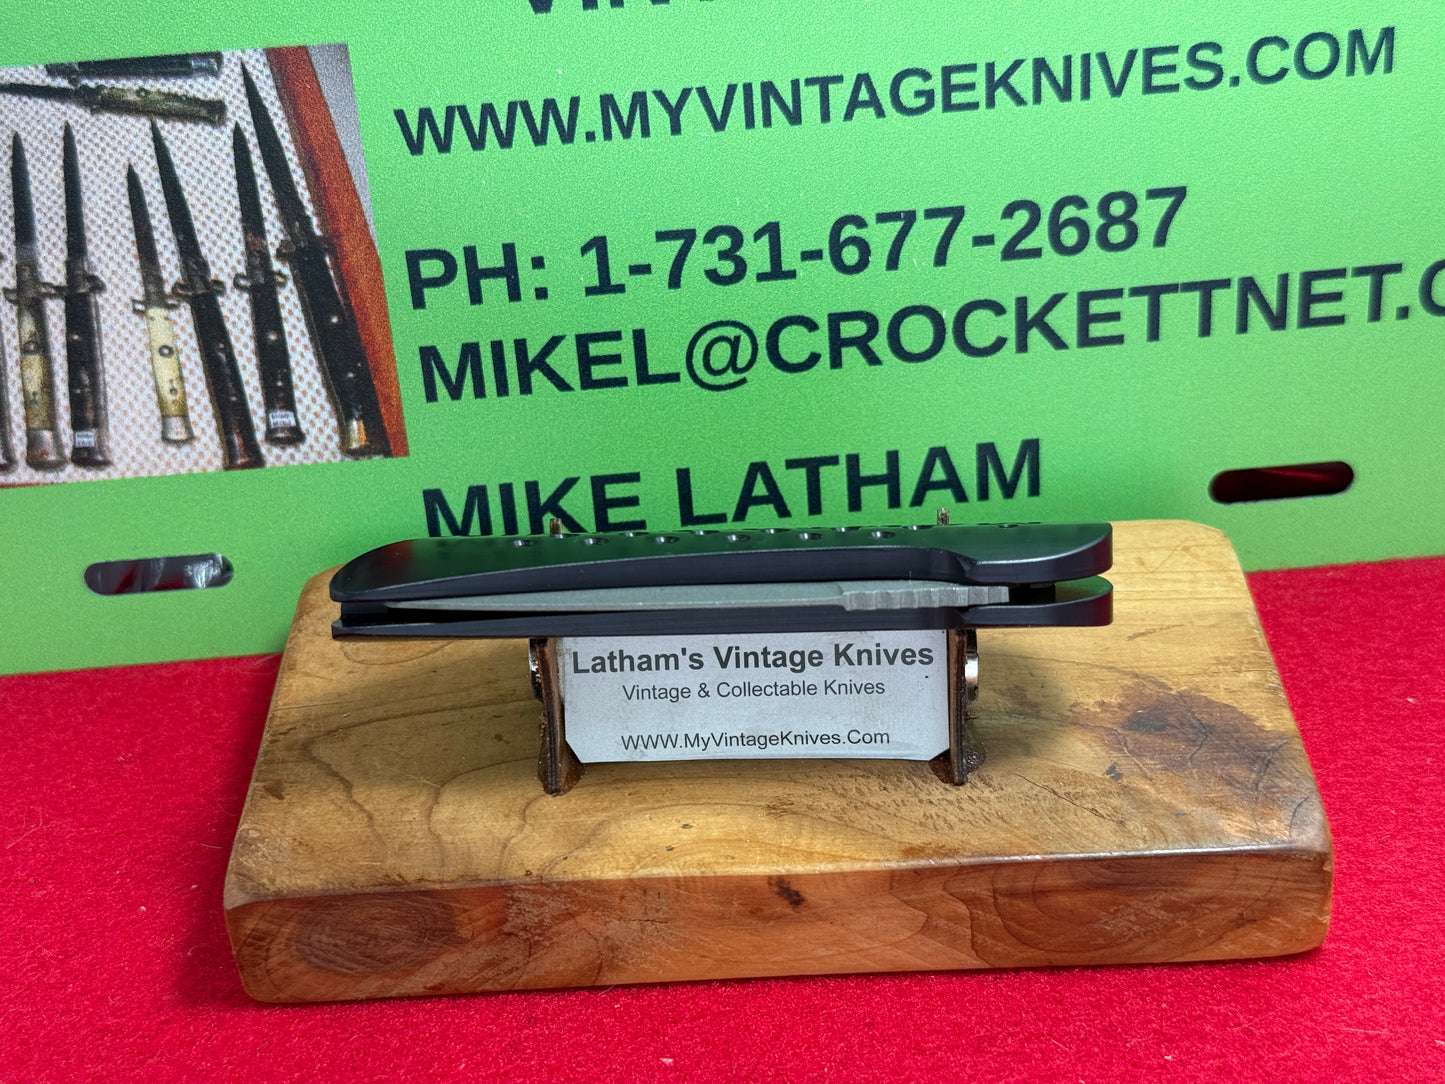 WWW.MYVINTAGEKNIVES.COM
PH: 1-731-677-2687
MIKEL@CROCKETTNET.C
MIKE LATHAM
Latham's Vintage Knives
Vintage & Collectable Knives
WWW.MyVintageKnives.Com